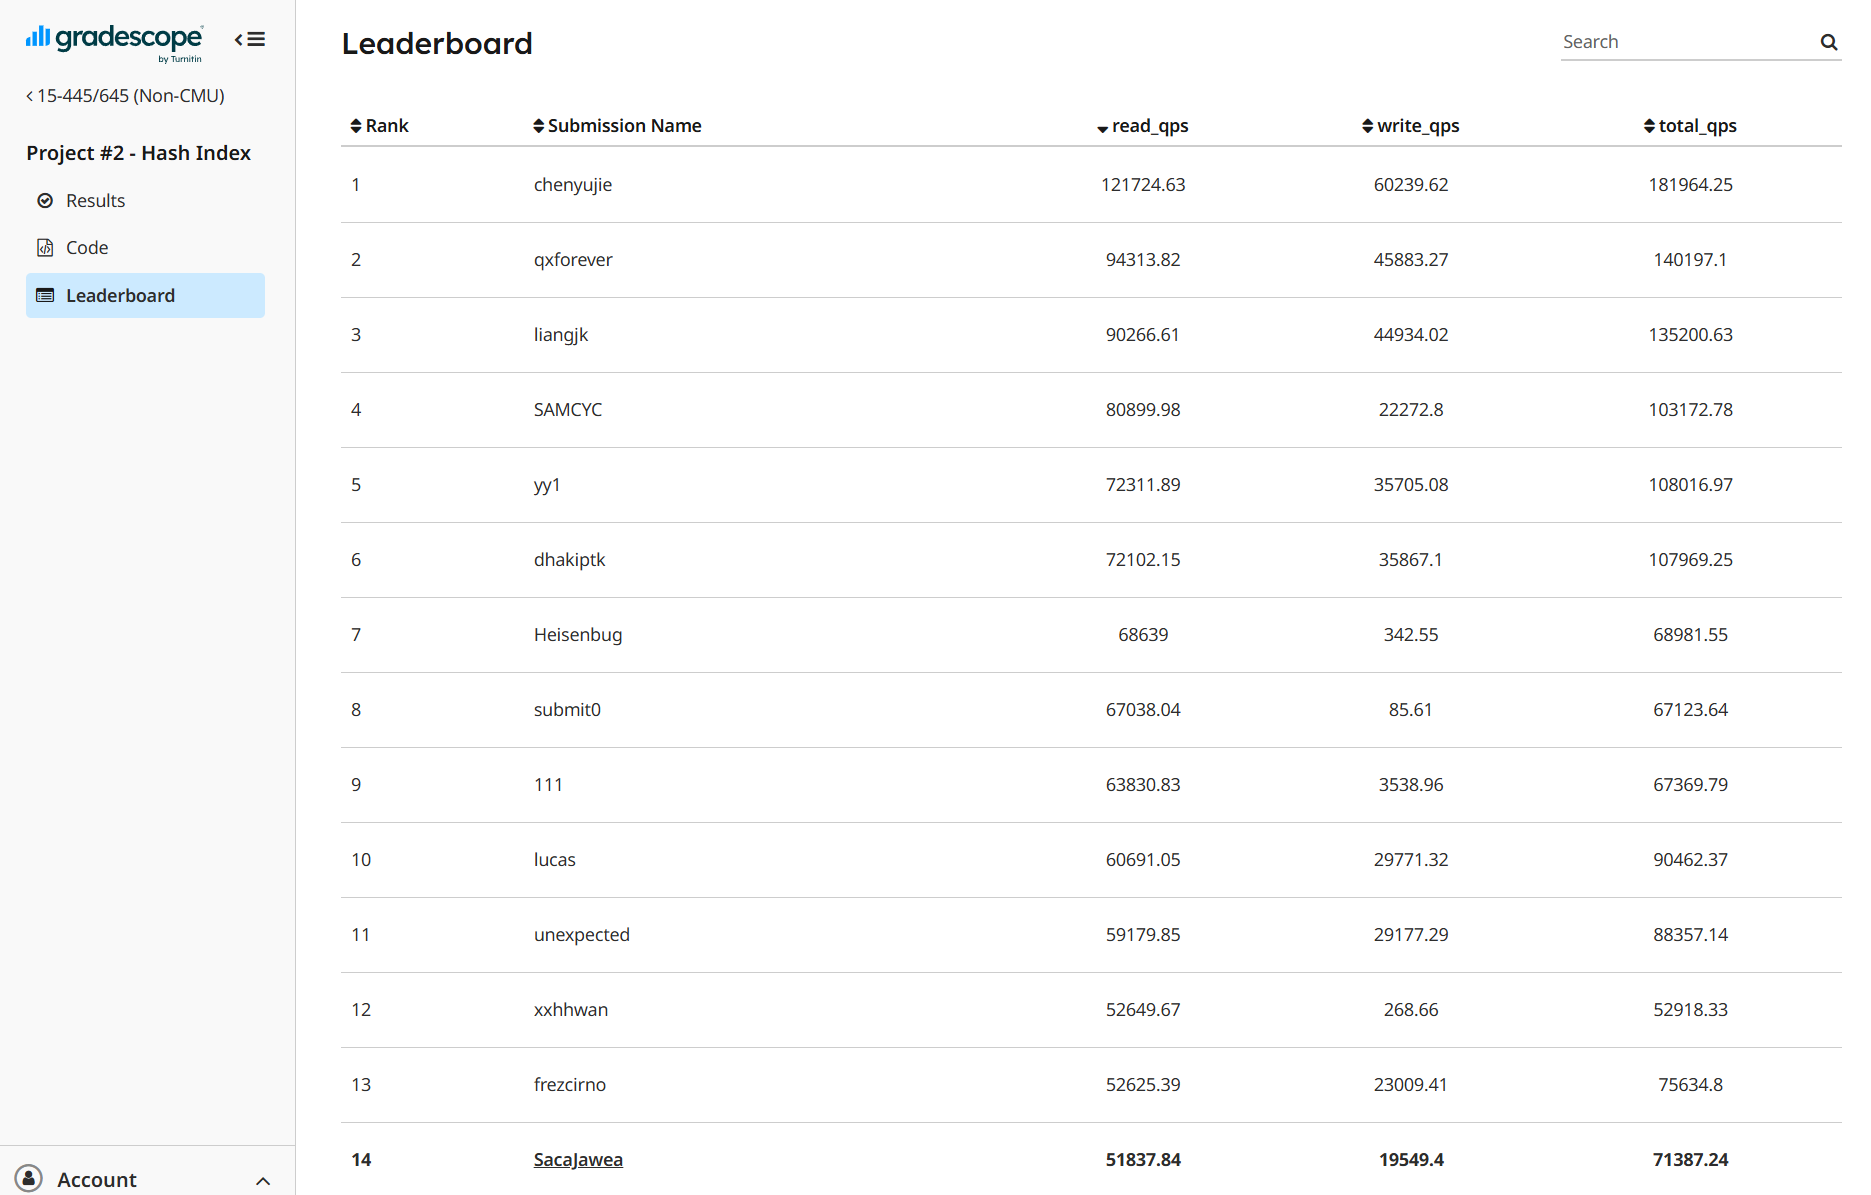 gradescope
by Turnitin
15-445/645 (Non-CMU)
Project #2 - Hash Index
Results
Code
Leaderboard
Account
Leaderboard
Search
Rank Submission Name read_qps write_qps total_qps
1 chenyujie 121724.63 60239.62 181964.25
2 qxforever 94313.82 45883.27 140197.1
3 liangjk 90266.61 44934.02 135200.63
4 SAMCYC 80899.98 22272.8 103172.78
5 yy1 72311.89 35705.08 108016.97
6 dhakiptk 72102.15 35867.1 107969.25
7 Heisenbug 68639 342.55 68981.55
8 submit0 67038.04 85.61 67123.64
9 111 63830.83 3538.96 67369.79
10 lucas 60691.05 29771.32 90462.37
11 unexpected 59179.85 29177.29 88357.14
12 xxhhwan 52649.67 268.66 52918.33
13 frezcirno 52625.39 23009.41 75634.8
14 SacaJawea 51837.84 19549.4 71387.24